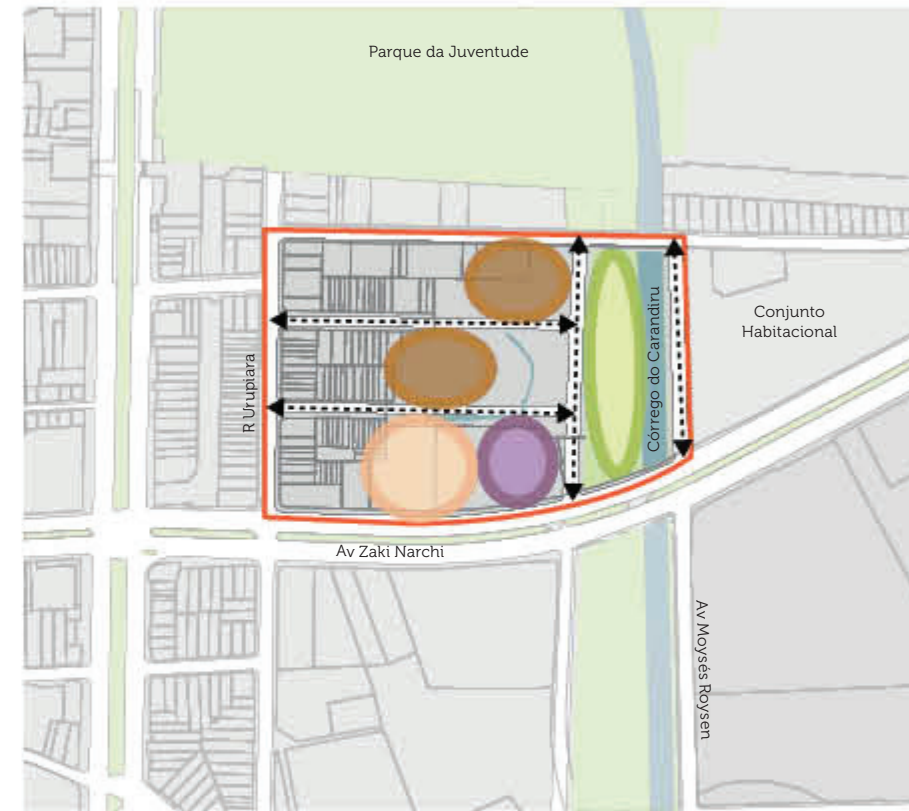 Parque da Juventude
Conjunto
Habitacional
Córrego do Carandiru
R Urupiara
Av Zaki Narchi
Av Moysés Roysen